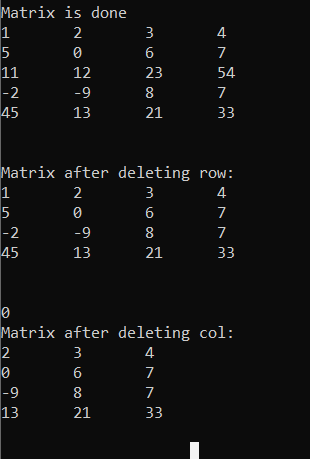 Matrix is done
1 2 3 4
5 0 6 7
11 12 23 54
-2 -9 8 7
45 13 21 33
Matrix after deleting row:
1 2 3 4
5 0 6 7
-2 -9 8 7
45 13 21 33
0
Matrix after deleting col:
2 3 4
0 6 7
-9 8 7
13 21 33